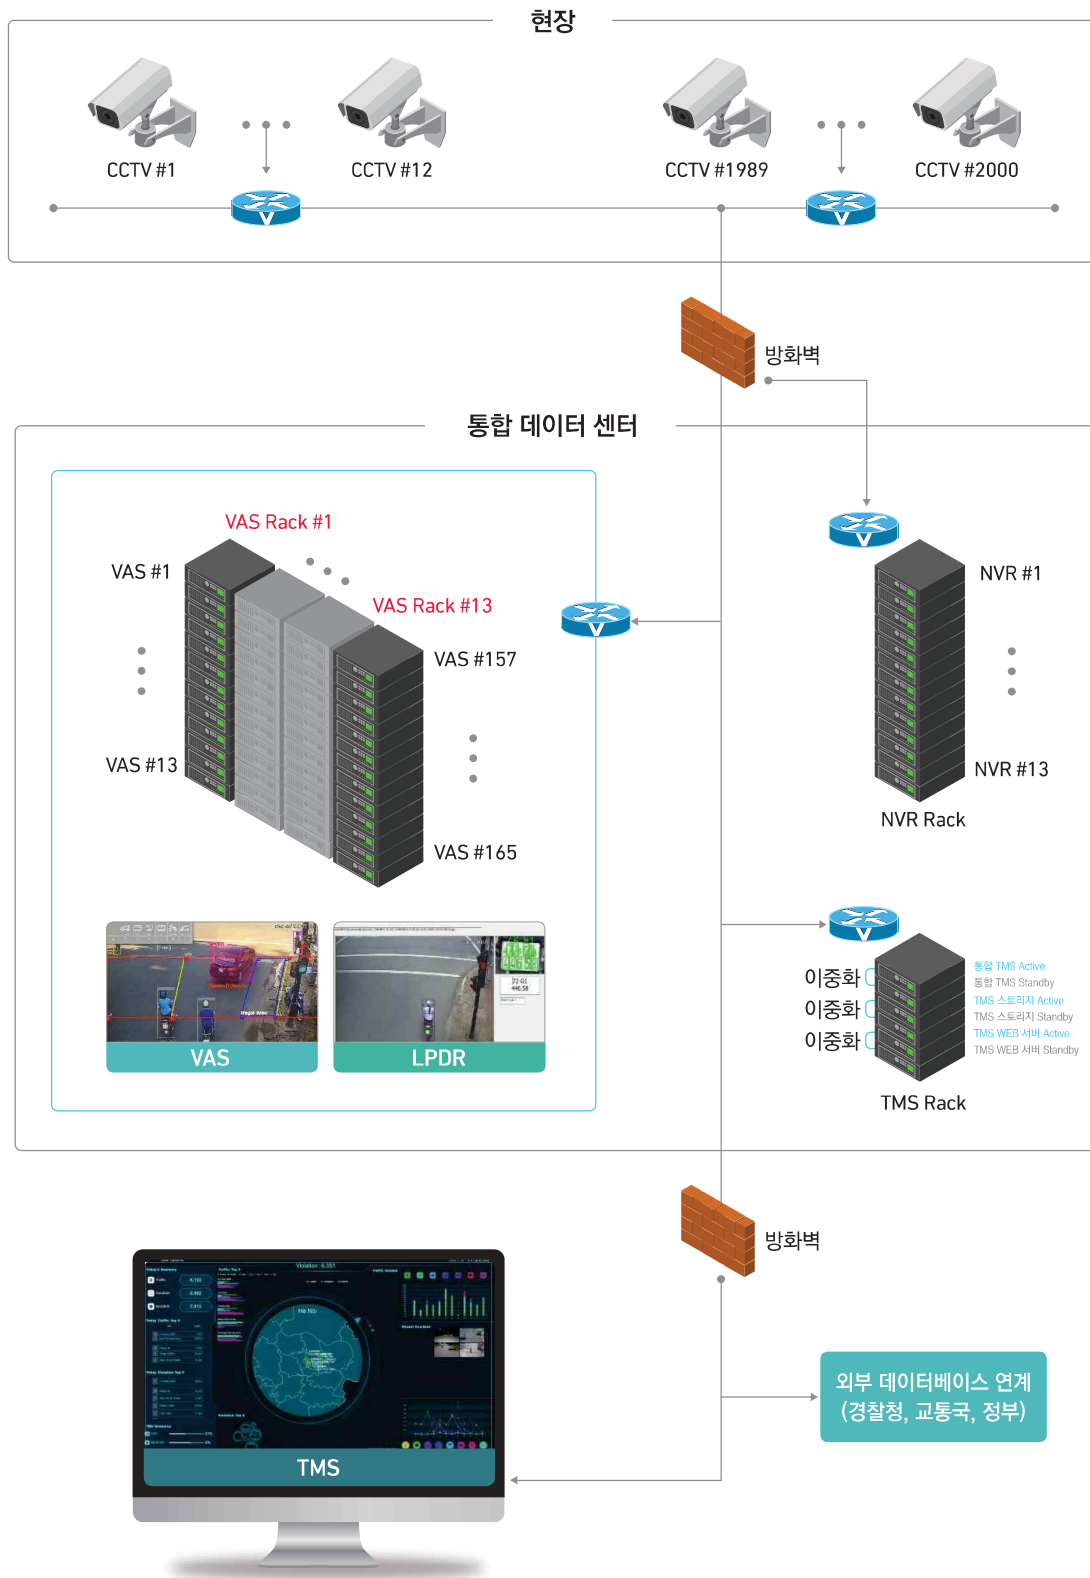 현장
CCTV #1
CCTV #12
CCTV #1989
CCTV #2000
V
V
방화벽
통합 데이터 센터
VAS Rack #1
VAS #1
VAS Rack #13
VAS #157
VAS #13
VAS #165
V
V
NVR #1
NVR #13
NVR Rack
VAS
LPDR
V
이중화
이중화
이중화
통합 TMS Active
통합 TMS Standby
TMS 스토리지 Active
TMS 스토리지 Standby
TMS WEB 서버 Active
TMS WEB 서버 Standby
TMS Rack
방화벽
Ha Noi
TMS
외부 데이터베이스 연계
(경찰청, 교통국, 정부)